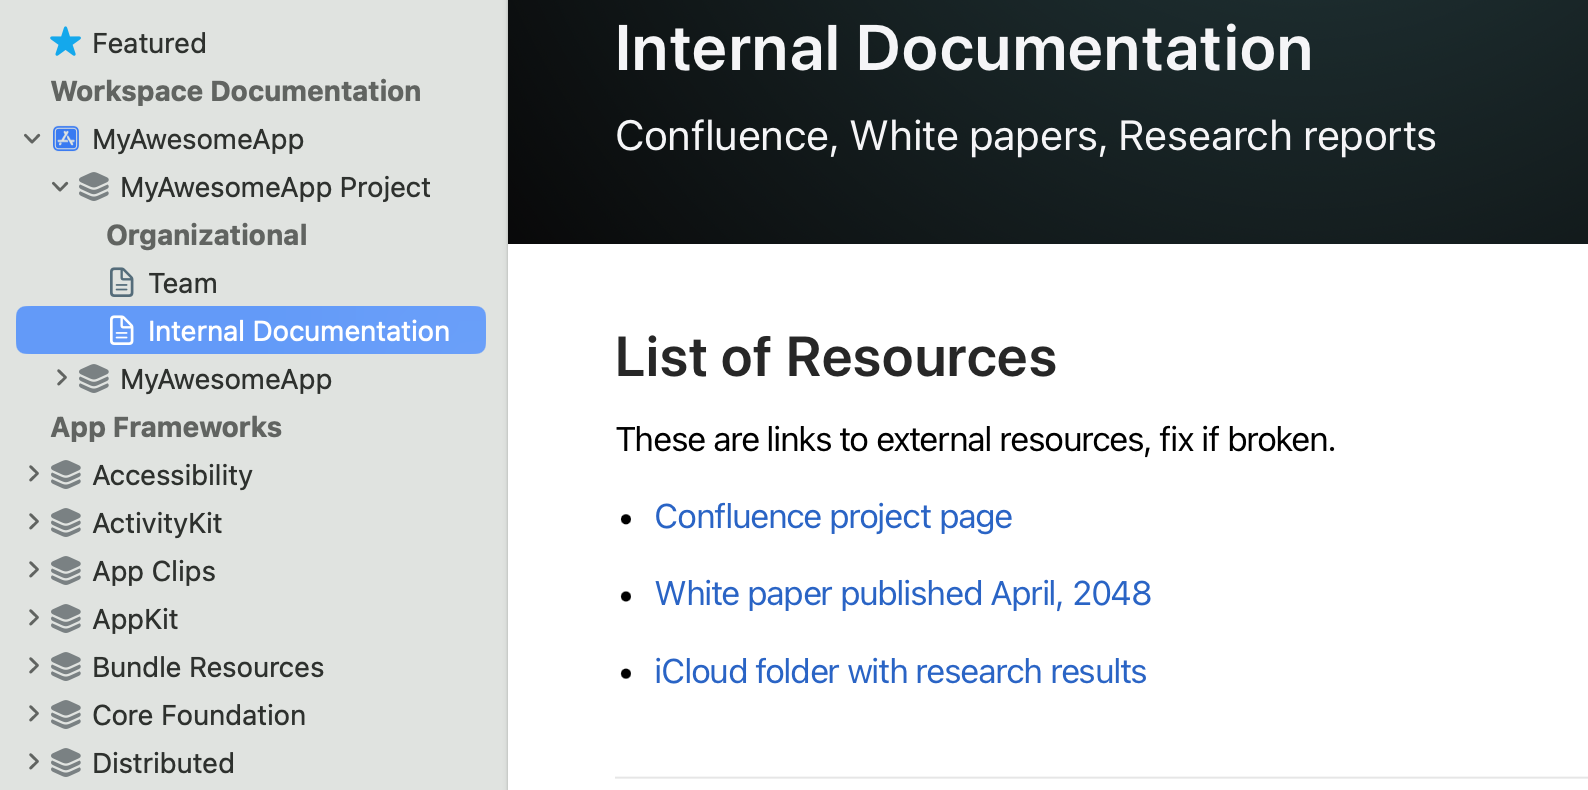 Featured
Workspace Documentation
MyAwesomeApp
MyAwesomeApp Project
Organizational
Team
Internal Documentation
MyAwesomeApp
App Frameworks
Accessibility
ActivityKit
App Clips
AppKit
Bundle Resources
Core Foundation
Distributed
Internal Documentation
Confluence, White papers, Research reports
List of Resources
These are links to external resources, fix if broken.
Confluence project page
White paper published April, 2048
iCloud folder with research results